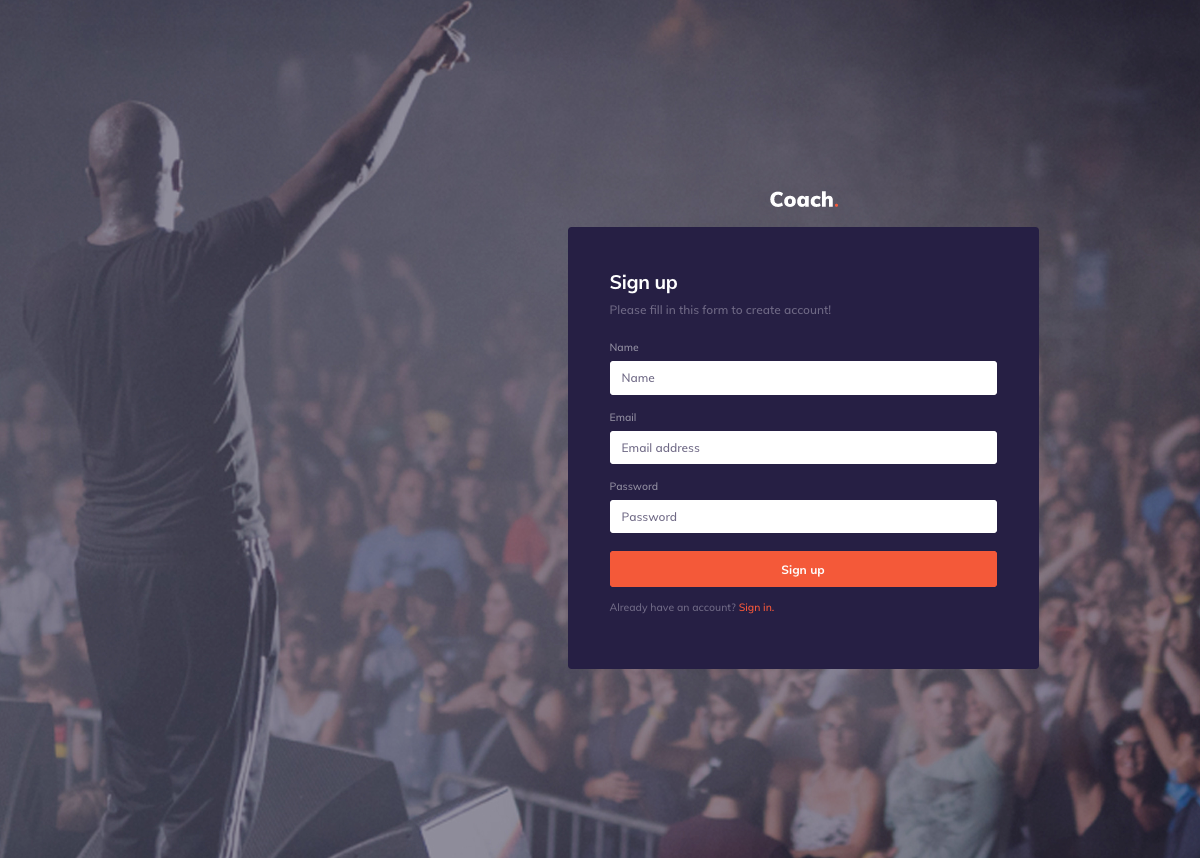 Coach.
Sign up
Please fill in this form to create account!
Name
Name
Email
Email address
Password
Password
Sign up
Already have an account? Sign in.